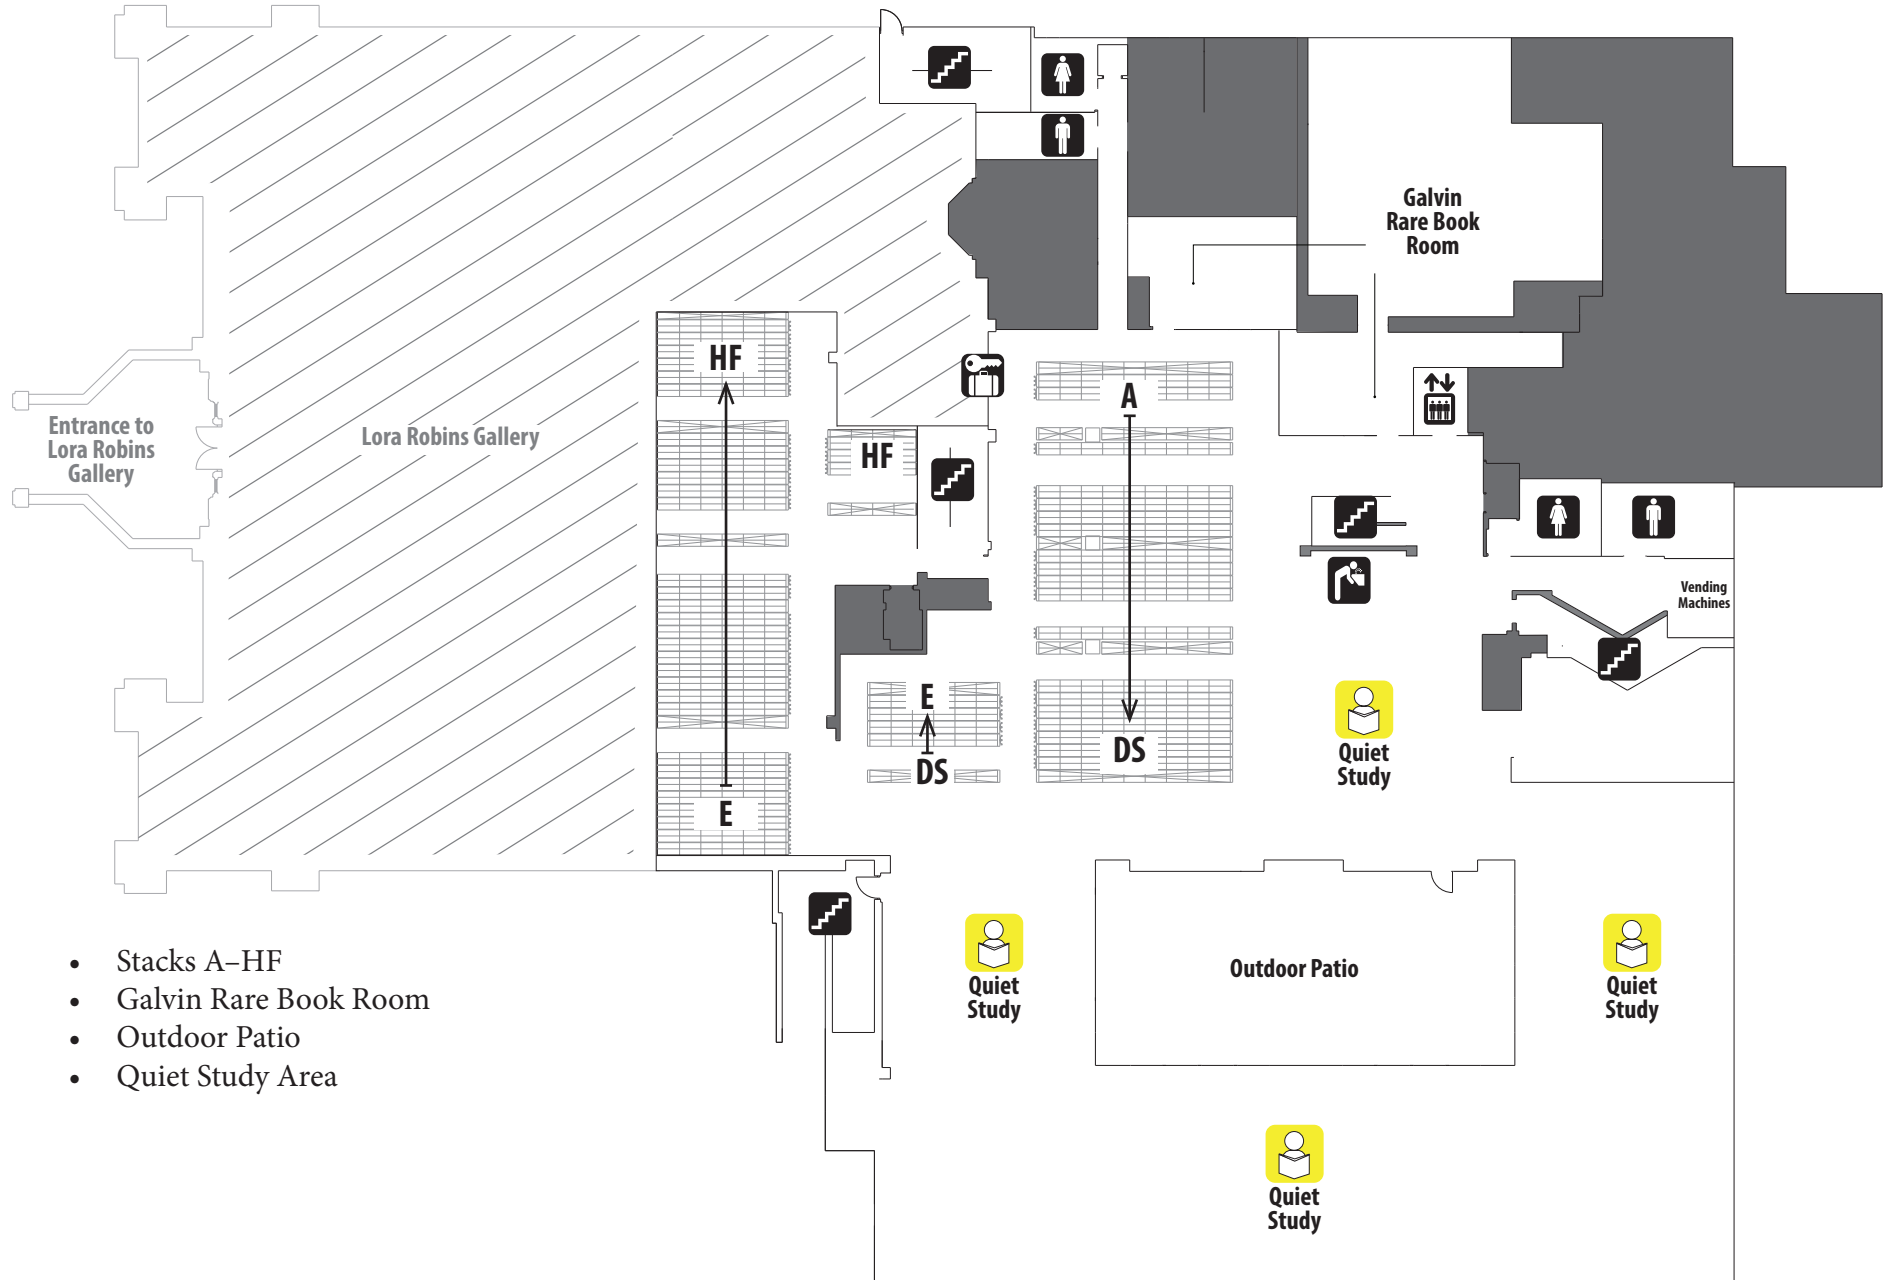 Galvin
Rare Book
Room
HF
A
Entrance to
Lora Robins
Gallery
Lora Robins Gallery
HF
Vending
Machines
E
DS
DS
E
Quiet
Study
Outdoor Patio
Quiet
Study
Quiet
Study
Quiet
Study
• Stacks A–HF
• Galvin Rare Book Room
• Outdoor Patio
• Quiet Study Area